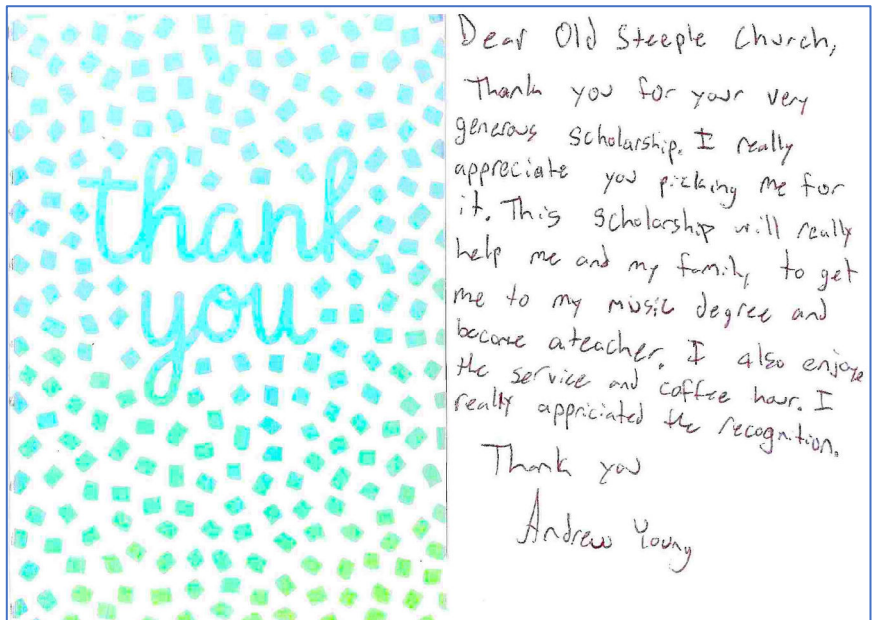 thank
you
Dear Old Steeple Church,
Thank you for your very
generous scholarship. I really
appreciate you picking me for
it. This scholarship will really
help me and my family to get
me to my music degree and
become a teacher. I also enjoye
the service and coffee hour. I
really appriciated the recognition.
Thank you
Andrew Young